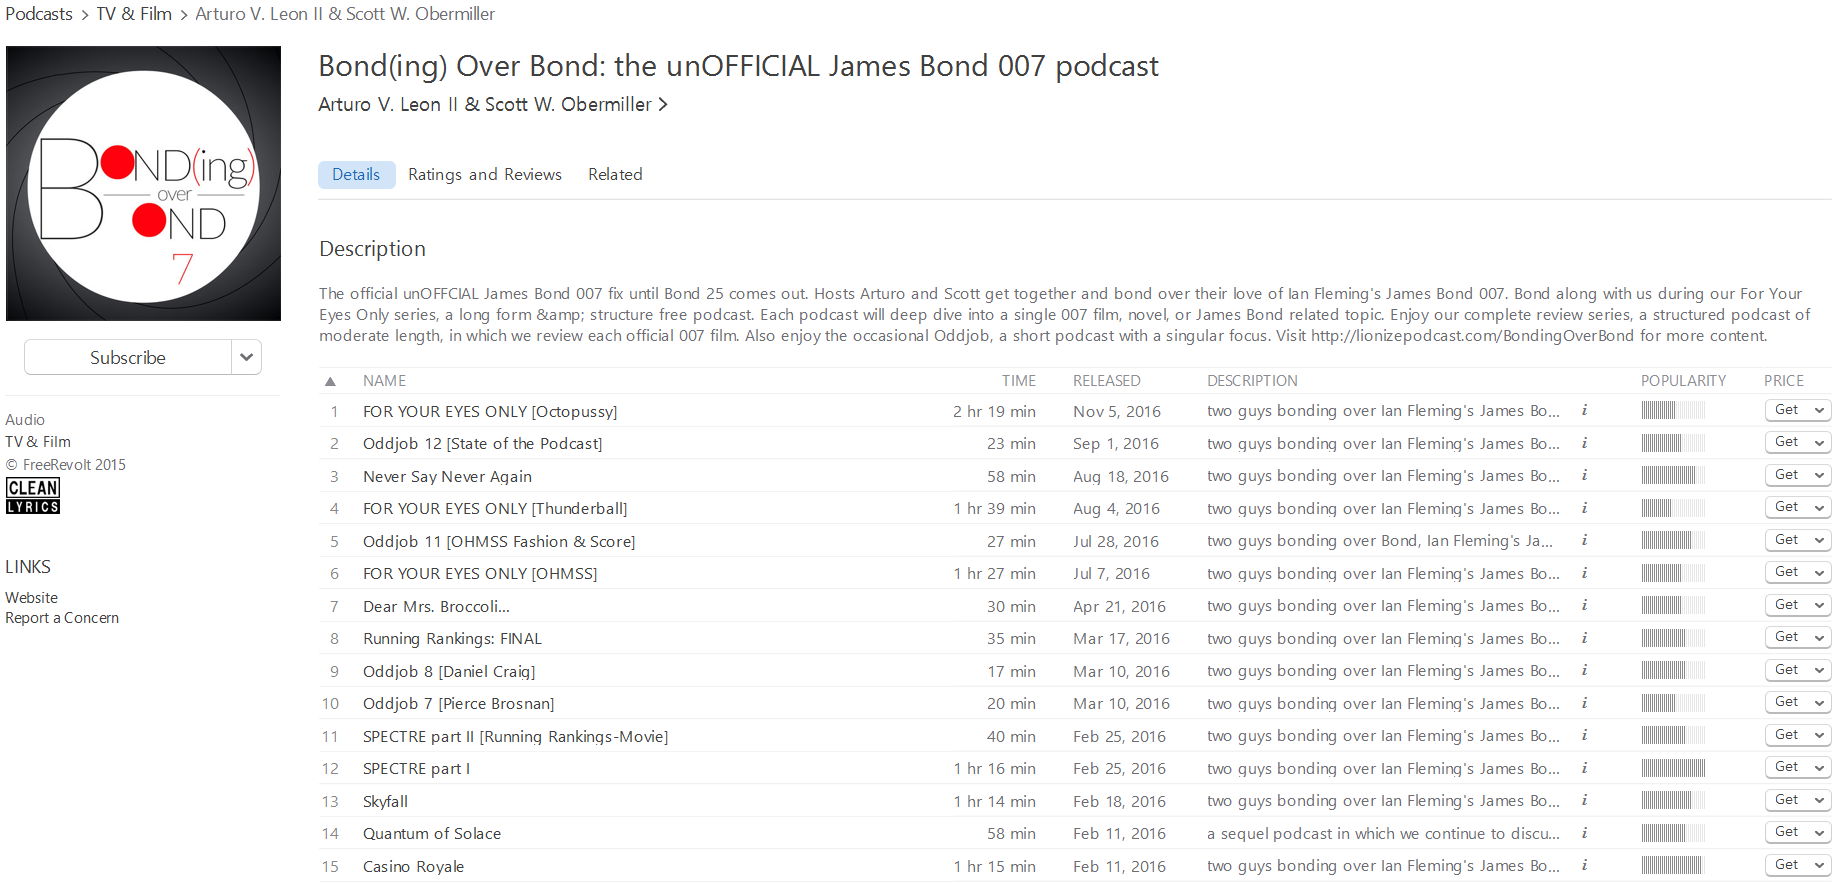 Podcasts > TV & Film > Arturo V. Leon II & Scott W. Obermiller
BOND(ing)
over
BOND
7
Subscribe
Audio
TV & Film
© FreeRevolt 2015
CLEAN
LYRICS
LINKS
Website
Report a Concern
Bond(ing) Over Bond: the unOFFICIAL James Bond 007 podcast
Arturo V. Leon II & Scott W. Obermiller >
Details Ratings and Reviews Related
Description
The official unOFFCIAL James Bond 007 fix until Bond 25 comes out. Hosts Arturo and Scott get together and bond over their love of Ian Fleming's James Bond 007. Bond along with us during our For Your
Eyes Only series, a long form &amp; structure free podcast. Each podcast will deep dive into a single 007 film, novel, or James Bond related topic. Enjoy our complete review series, a structured podcast of
moderate length, in which we review each official 007 film. Also enjoy the occasional Oddjob, a short podcast with a singular focus. Visit http://lionizepodcast.com/BondingOverBond for more content.
▲ NAME TIME RELEASED DESCRIPTION POPULARITY PRICE
1 FOR YOUR EYES ONLY [Octopussy] 2 hr 19 min Nov 5, 2016 two guys bonding over Ian Fleming's James Bo... i Get
2 Oddjob 12 [State of the Podcast] 23 min Sep 1, 2016 two guys bonding over Ian Fleming's James Bo... i Get
3 Never Say Never Again 58 min Aug 18, 2016 two guys bonding over Ian Fleming's James Bo... i Get
4 FOR YOUR EYES ONLY [Thunderball] 1 hr 39 min Aug 4, 2016 two guys bonding over Ian Fleming's James Bo... i Get
5 Oddjob 11 [OHMSS Fashion & Score] 27 min Jul 28, 2016 two guys bonding over Bond, Ian Fleming's Ja... i Get
6 FOR YOUR EYES ONLY [OHMSS] 1 hr 27 min Jul 7, 2016 two guys bonding over Ian Fleming's James Bo... i Get
7 Dear Mrs. Broccoli... 30 min Apr 21, 2016 two guys bonding over Ian Fleming's James Bo... i Get
8 Running Rankings: FINAL 35 min Mar 17, 2016 two guys bonding over Ian Fleming's James Bo... i Get
9 Oddjob 8 [Daniel Craig] 17 min Mar 10, 2016 two guys bonding over Ian Fleming's James Bo... i Get
10 Oddjob 7 [Pierce Brosnan] 20 min Mar 10, 2016 two guys bonding over Ian Fleming's James Bo... i Get
11 SPECTRE part II [Running Rankings-Movie] 40 min Feb 25, 2016 two guys bonding over Ian Fleming's James Bo... i Get
12 SPECTRE part I 1 hr 16 min Feb 25, 2016 two guys bonding over Ian Fleming's James Bo... i Get
13 Skyfall 1 hr 14 min Feb 18, 2016 two guys bonding over Ian Fleming's James Bo... i Get
14 Quantum of Solace 58 min Feb 11, 2016 a sequel podcast in which we continue to discu... i Get
15 Casino Royale 1 hr 15 min Feb 11, 2016 two guys bonding over Ian Fleming's James Bo... i Get